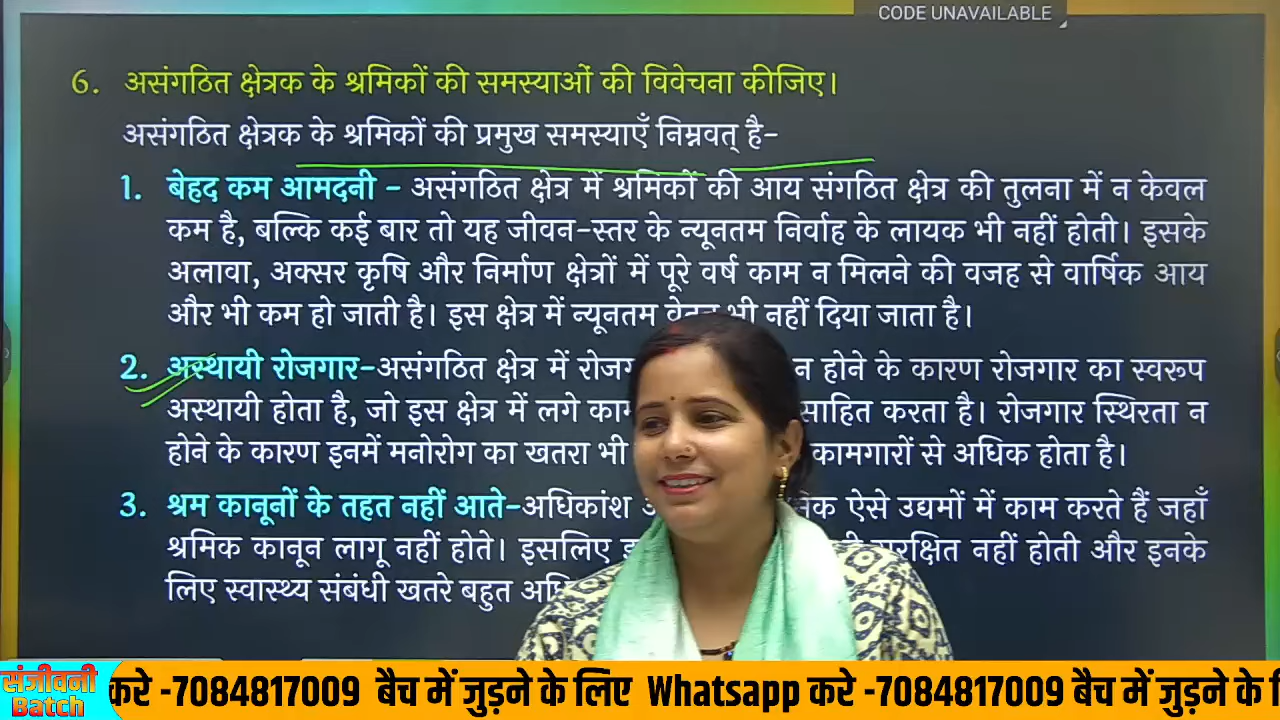 CODE UNAVAILABLE
6. असंगठित क्षेत्रक के श्रमिकों की समस्याओं की विवेचना कीजिए।
असंगठित क्षेत्रक के श्रमिकों की प्रमुख समस्याएँ निम्नवत् है-
1. बेहद कम आमदनी - असंगठित क्षेत्र में श्रमिकों की आय संगठित क्षेत्र की तुलना में न केवल
कम है, बल्कि कई बार तो यह जीवन-स्तर के न्यूनतम निर्वाह के लायक भी नहीं होती। इसके
अलावा, अक्सर कृषि और निर्माण क्षेत्रों में पूरे वर्ष काम न मिलने की वजह से वार्षिक आय
और भी कम हो जाती है। इस क्षेत्र में न्यूनतम वेतन भी नहीं दिया जाता है।
2. अस्थायी रोजगार-असंगठित क्षेत्र में न होने के कारण रोजगार का स्वरूप
अस्थायी होता है, जो इस क्षेत्र में लगे करता है। रोजगार स्थिरता न
होने के कारण इनमें मनोरोग का खतरा भी कामगारों से अधिक होता है।
3. श्रम कानूनों के तहत नहीं आते-अधिकांश ऐसे उद्यमों में काम करते हैं जहाँ
श्रमिक कानून लागू नहीं होते। इसलिए सुरक्षित नहीं होती और इनके
लिए स्वास्थ्य संबंधी खतरे बहुत
संजीवनी
Batch
करे -7084817009 बैच में जुड़ने के लिए Whatsapp करे -7084817009 बैच में जुड़ने के